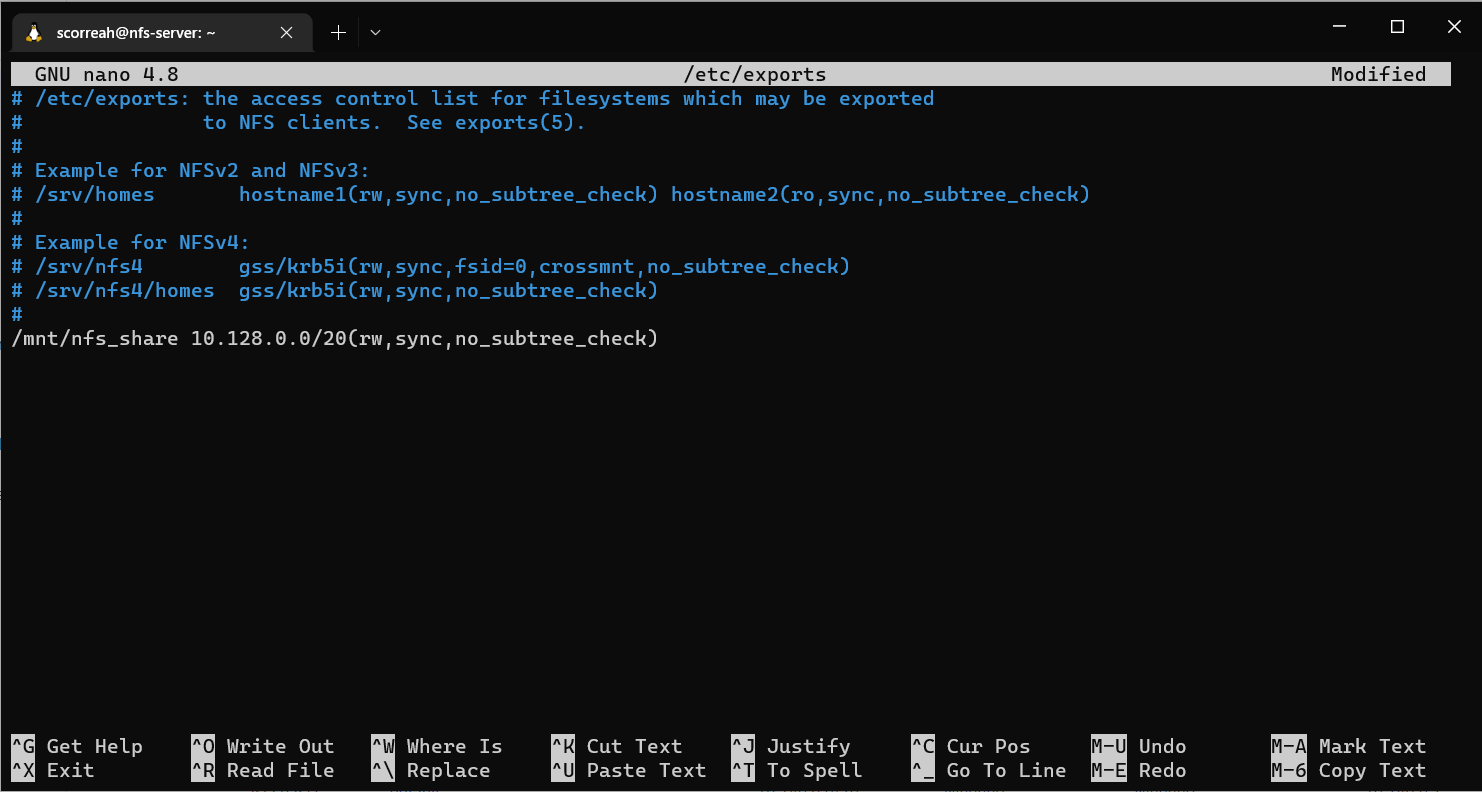 scorreah@nfs-server: ~
GNU nano 4.8 /etc/exports Modified
# /etc/exports: the access control list for filesystems which may be exported
# to NFS clients. See exports(5).
#
# Example for NFSv2 and NFSv3:
# /srv/homes hostname1(rw,sync,no_subtree_check) hostname2(ro,sync,no_subtree_check)
#
# Example for NFSv4:
# /srv/nfs4 gss/krb5i(rw,sync,fsid=0,crossmnt,no_subtree_check)
# /srv/nfs4/homes gss/krb5i(rw,sync,no_subtree_check)
#
/mnt/nfs_share 10.128.0.0/20(rw,sync,no_subtree_check)
^G Get Help ^O Write Out ^W Where Is ^K Cut Text ^J Justify ^C Cur Pos M-U Undo M-A Mark Text
^X Exit ^R Read File ^\ Replace ^U Paste Text ^T To Spell ^_ Go To Line M-E Redo M-6 Copy Text